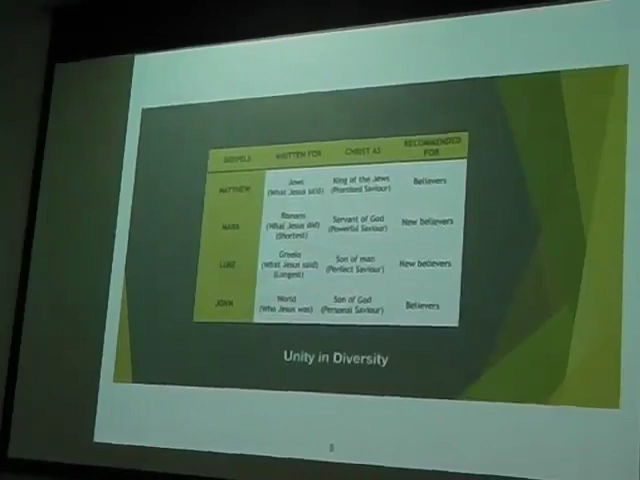 GOSPELS WRITTEN FOR CHRIST AS RECOMMENDED FOR
MATTHEW Jews (What Jesus said) King of the Jews (Promised Saviour) Believers
MARK Romans (What Jesus did) (Shortest) Servant of God (Powerful Saviour) New believers
LUKE Greeks (What Jesus said) (Longest) Son of man (Perfect Saviour) New believers
JOHN World (Who Jesus was) Son of God (Personal Saviour) Believers
Unity in Diversity